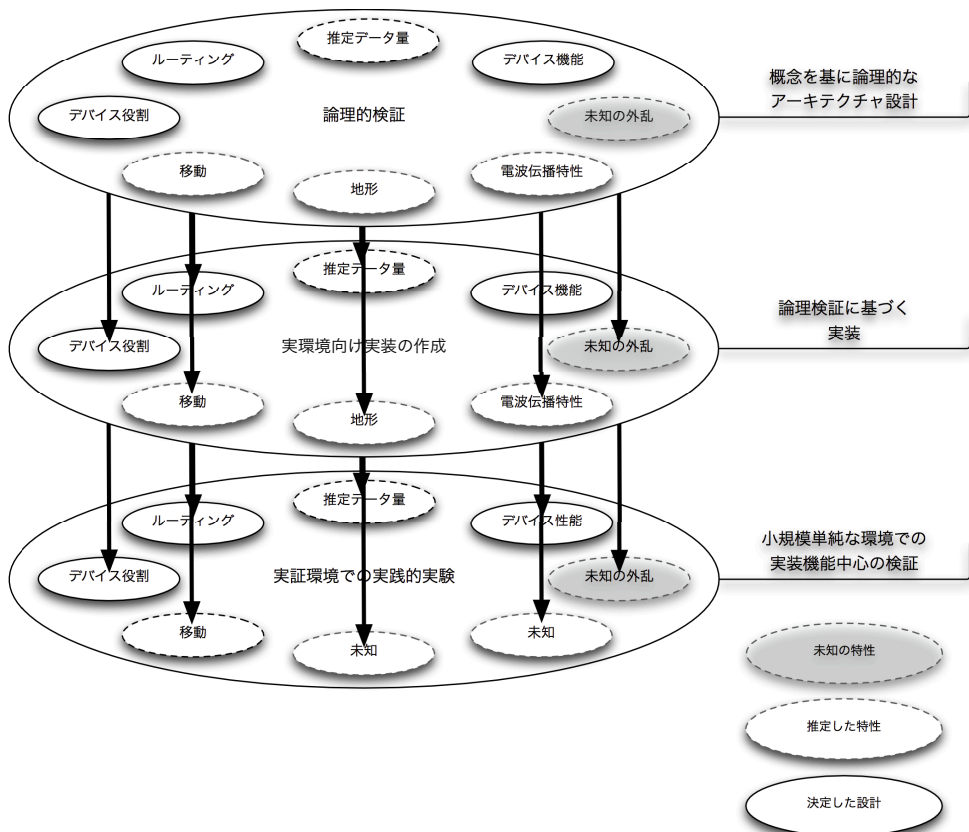 推定データ量
ルーティング
デバイス機能
デバイス役割
論理的検証
未知の外乱
移動
地形
電波伝播特性
概念を基に論理的な
アーキテクチャ設計
推定データ量
ルーティング
デバイス機能
デバイス役割
実環境向け実装の作成
未知の外乱
移動
地形
電波伝播特性
論理検証に基づく
実装
推定データ量
ルーティング
デバイス性能
デバイス役割
実証環境での実践的実験
未知の外乱
移動
未知
未知
小規模単純な環境での
実装機能中心の検証
未知の特性
推定した特性
決定した設計